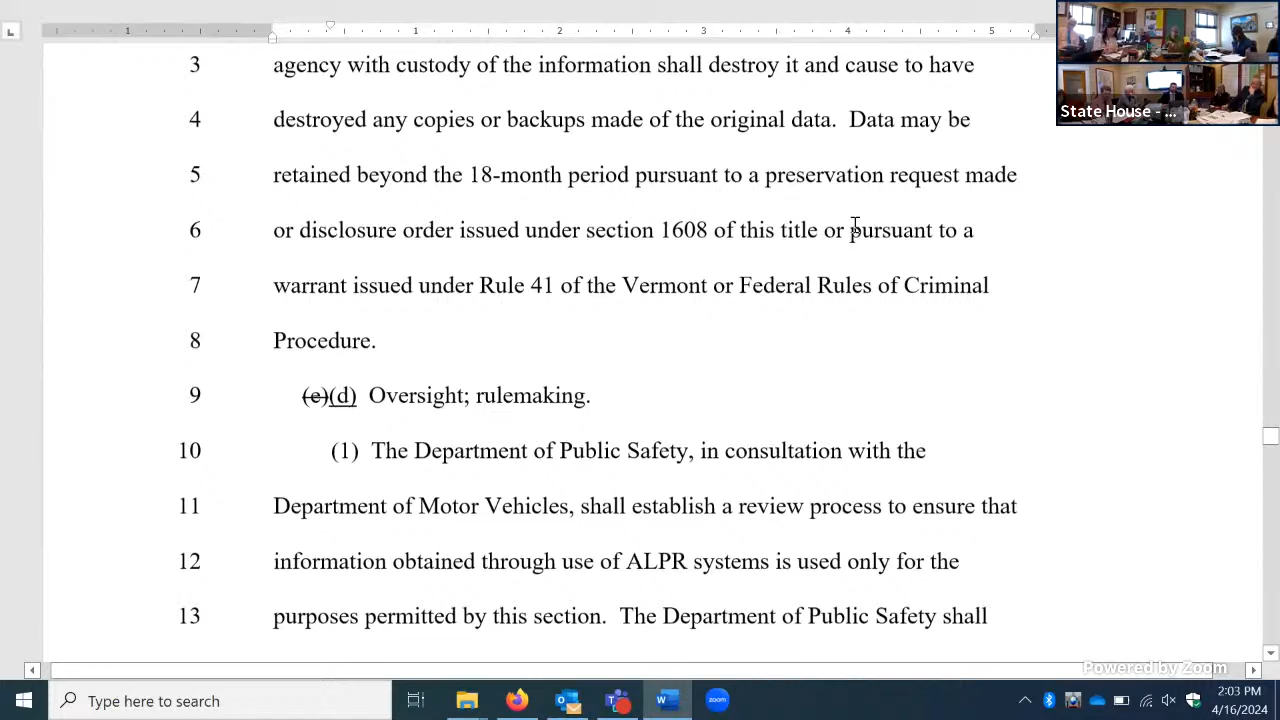 1 1 2 3 4 5
3 agency with custody of the information shall destroy it and cause to have
4 destroyed any copies or backups made of the original data.  Data may be
5 retained beyond the 18-month period pursuant to a preservation request made
6 or disclosure order issued under section 1608 of this title or pursuant to a
7 warrant issued under Rule 41 of the Vermont or Federal Rules of Criminal
8 Procedure.
9 (e)(d)  Oversight; rulemaking.
10 (1)  The Department of Public Safety, in consultation with the
11 Department of Motor Vehicles, shall establish a review process to ensure that
12 information obtained through use of ALPR systems is used only for the
13 purposes permitted by this section.  The Department of Public Safety shall
State House - ...
Powered by Zoom
Type here to search
zoom
2:03 PM
4/16/2024